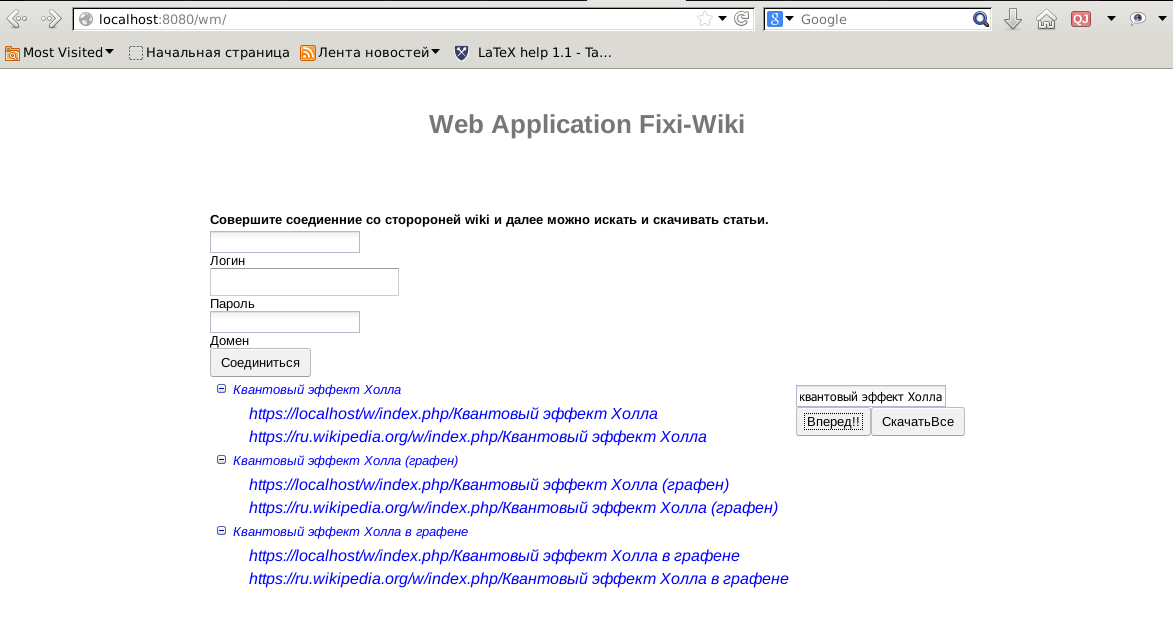 localhost:8080/wm/
8 Google
QJ
Most Visited Начальная страница Лента новостей LaTeX help 1.1 - Ta...
Web Application Fixi-Wiki
Совершите соедиенние со сторороней wiki и далее можно искать и скачивать статьи.
Логин
Пароль
Домен
Соединиться
Квантовый эффект Холла
https://localhost/w/index.php/Квантовый эффект Холла
https://ru.wikipedia.org/w/index.php/Квантовый эффект Холла
Квантовый эффект Холла (графен)
https://localhost/w/index.php/Квантовый эффект Холла (графен)
https://ru.wikipedia.org/w/index.php/Квантовый эффект Холла (графен)
Квантовый эффект Холла в графене
https://localhost/w/index.php/Квантовый эффект Холла в графене
https://ru.wikipedia.org/w/index.php/Квантовый эффект Холла в графене
квантовый эффект Холла
Вперед!! СкачатьВсе